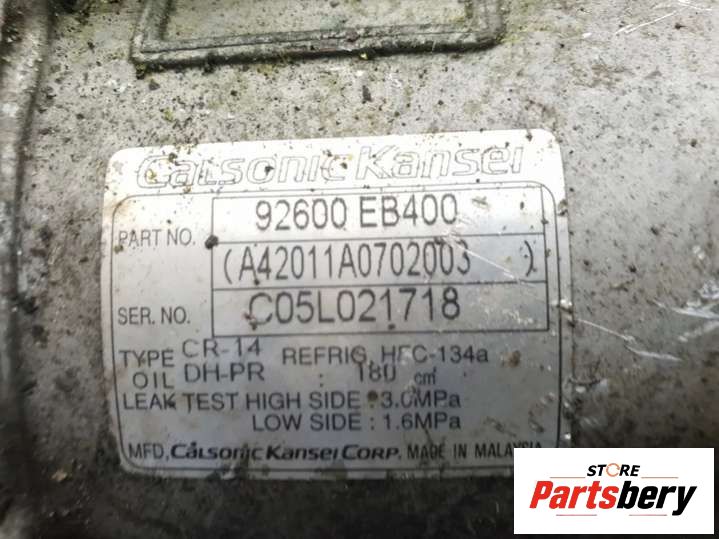 Calsonic Kansei
PART NO. 92600 EB400
(A42011A0702003 )
SER. NO. C05L021718
TYPE CR-14 REFRIG. HFC-134a
OIL DH-PR : 180 cm³
LEAK TEST HIGH SIDE : 3.0MPa
LOW SIDE : 1.6MPa
MFD. CALSONIC KANSEI CORP. MADE IN MALAYSIA
STORE
Partsbery